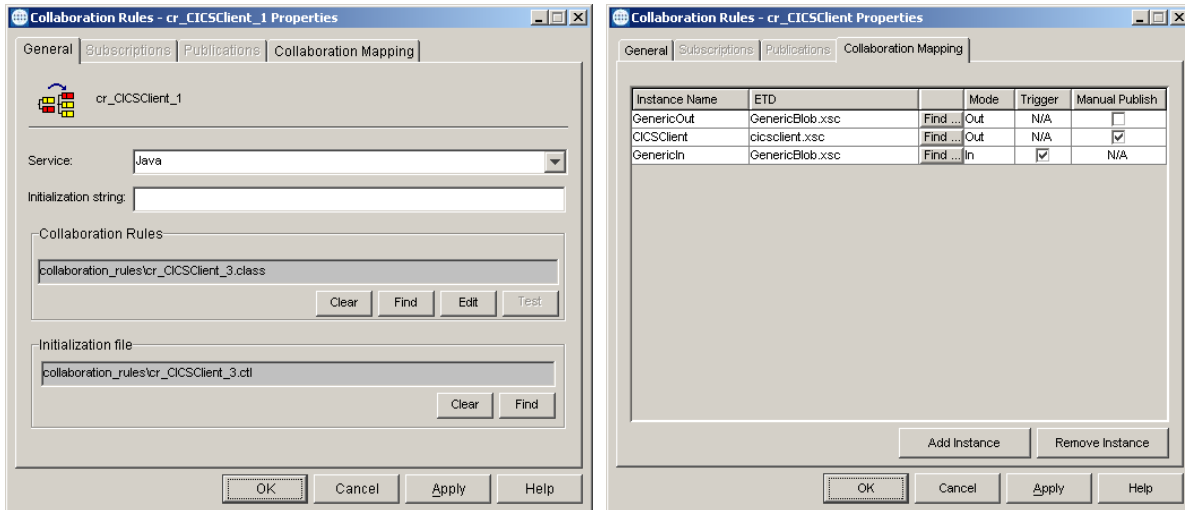 Collaboration Rules - cr_CICSClient_1 Properties
General Subscriptions Publications Collaboration Mapping
cr_CICSClient_1
Service: Java
Initialization string:
Collaboration Rules
collaboration_rules\cr_CICSClient_3.class
Clear Find Edit Test
Initialization file
collaboration_rules\cr_CICSClient_3.ctl
Clear Find
OK Cancel Apply Help
Collaboration Rules - cr_CICSClient Properties
General Subscriptions Publications Collaboration Mapping
Instance Name ETD Mode Trigger Manual Publish
GenericOut GenericBlob.xsc Find ... Out N/A
CICSClient cicsclient.xsc Find ... Out N/A
GenericIn GenericBlob.xsc Find ... In N/A
Add Instance Remove Instance
OK Cancel Apply Help